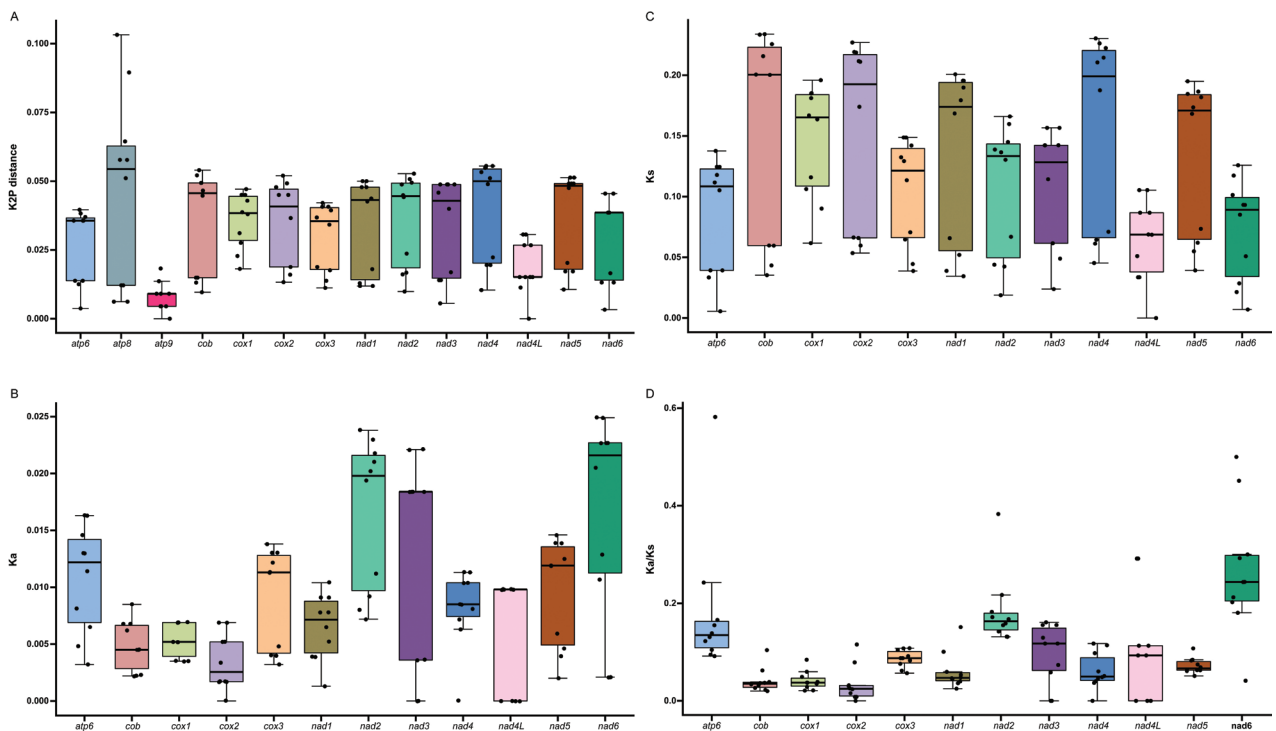 A
K2P distance
0.100
0.075
0.050
0.025
0.000
atp6 atp8 atp9 cob cox1 cox2 cox3 nad1 nad2 nad3 nad4 nad4L nad5 nad6
C
Ks
0.20
0.15
0.10
0.05
0.00
atp6 cob cox1 cox2 cox3 nad1 nad2 nad3 nad4 nad4L nad5 nad6
B
Ka
0.025
0.020
0.015
0.010
0.005
0.000
atp6 cob cox1 cox2 cox3 nad1 nad2 nad3 nad4 nad4L nad5 nad6
D
Ka/Ks
0.6
0.4
0.2
0.0
atp6 cob cox1 cox2 cox3 nad1 nad2 nad3 nad4 nad4L nad5 nad6